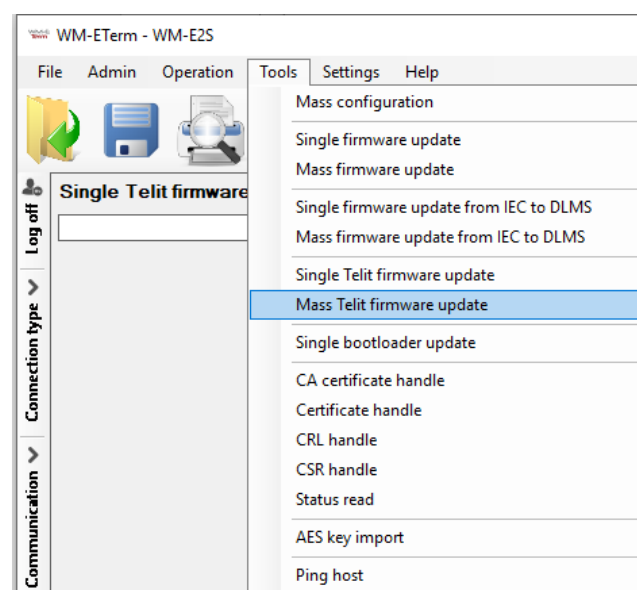 WM-E Term WM-ETerm - WM-E2S
File Admin Operation Tools Settings Help
Mass configuration
Single firmware update
Mass firmware update
Single Telit firmware
Single firmware update from IEC to DLMS
Mass firmware update from IEC to DLMS
Single Telit firmware update
Mass Telit firmware update
Single bootloader update
CA certificate handle
Certificate handle
CRL handle
CSR handle
Status read
AES key import
Ping host
Log off
Connection type
Communication